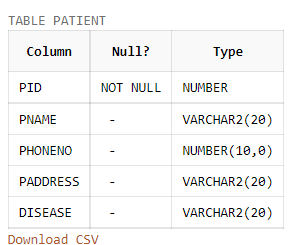 TABLE PATIENT
Column Null? Type
PID NOT NULL NUMBER
PNAME - VARCHAR2(20)
PHONENO - NUMBER(10,0)
PADDRESS - VARCHAR2(20)
DISEASE - VARCHAR2(20)
Download CSV